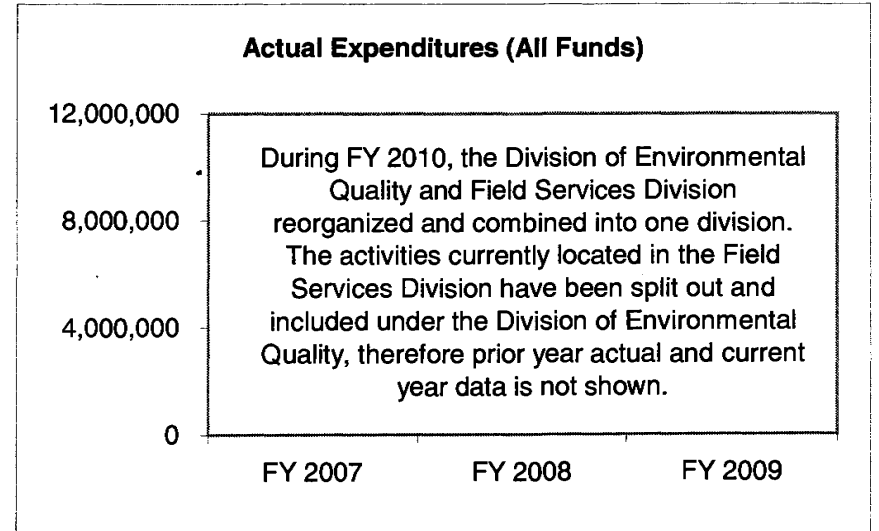 Actual Expenditures (All Funds)
12,000,000
8,000,000
4,000,000
0
During FY 2010, the Division of Environmental
Quality and Field Services Division
reorganized and combined into one division.
The activities currently located in the Field
Services Division have been split out and
included under the Division of Environmental
Quality, therefore prior year actual and current
year data is not shown.
FY 2007 FY 2008 FY 2009